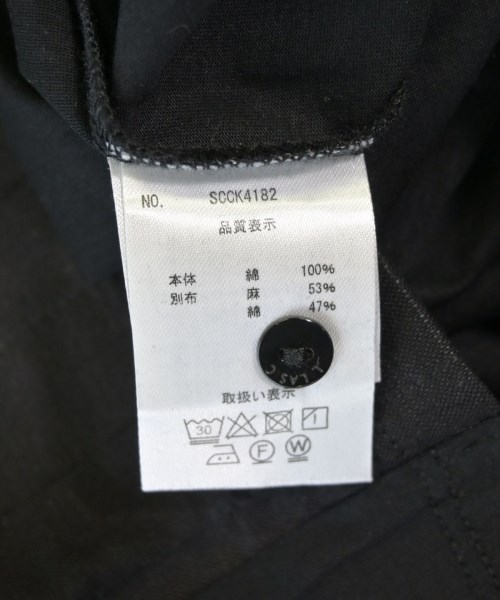 NO. SCCK4182
品質表示
本体 綿 100%
別布 麻 53%
綿 47%
取扱い表示
30
F W